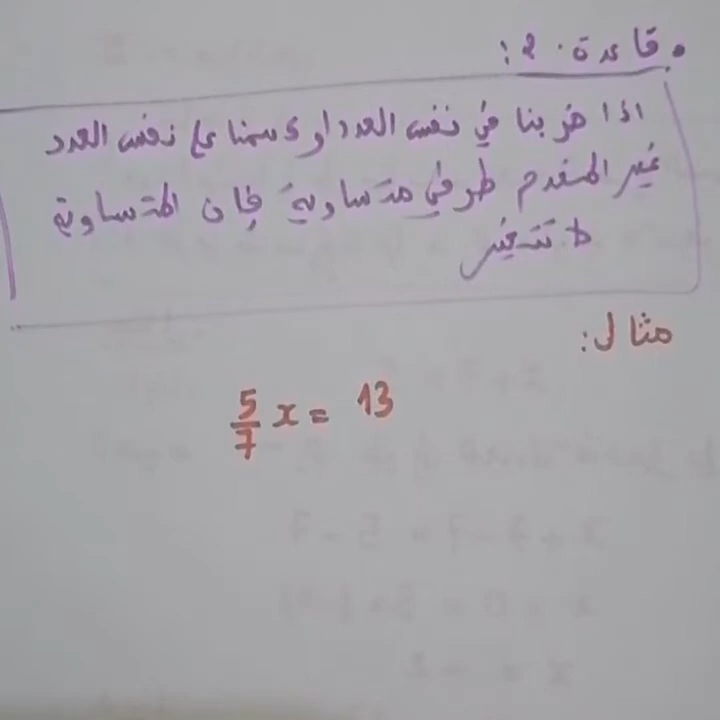 • قاعدة 2:
اذا ضربنا في نفس العدد او قسمنا على نفس العدد
غير المنعدم طرفي متساوية فإن المتساوية
لا تتغير
مثال:
5/7 x = 13